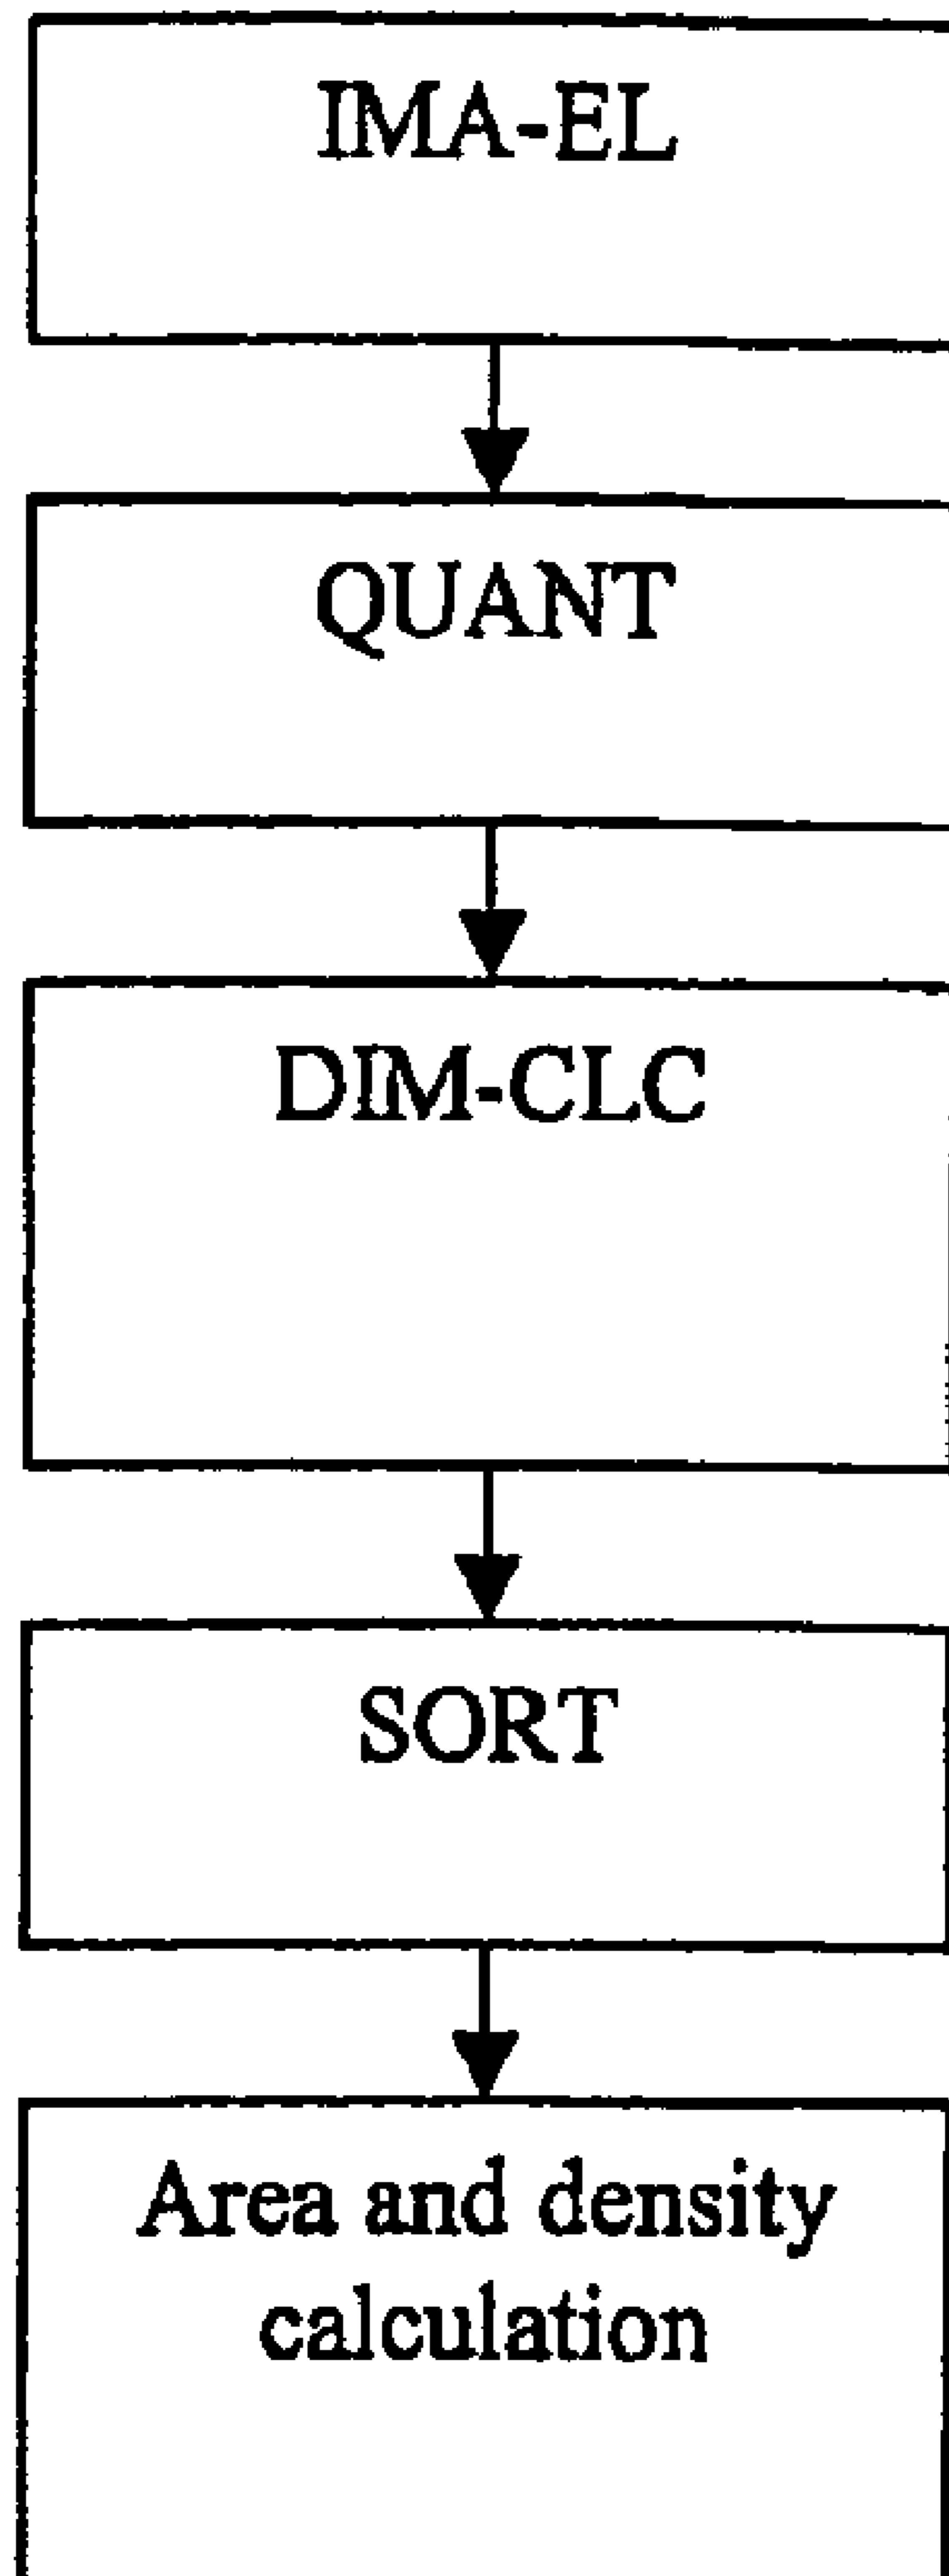 IMA-EL
QUANT
DIM-CLC
SORT
Area and density
calculation